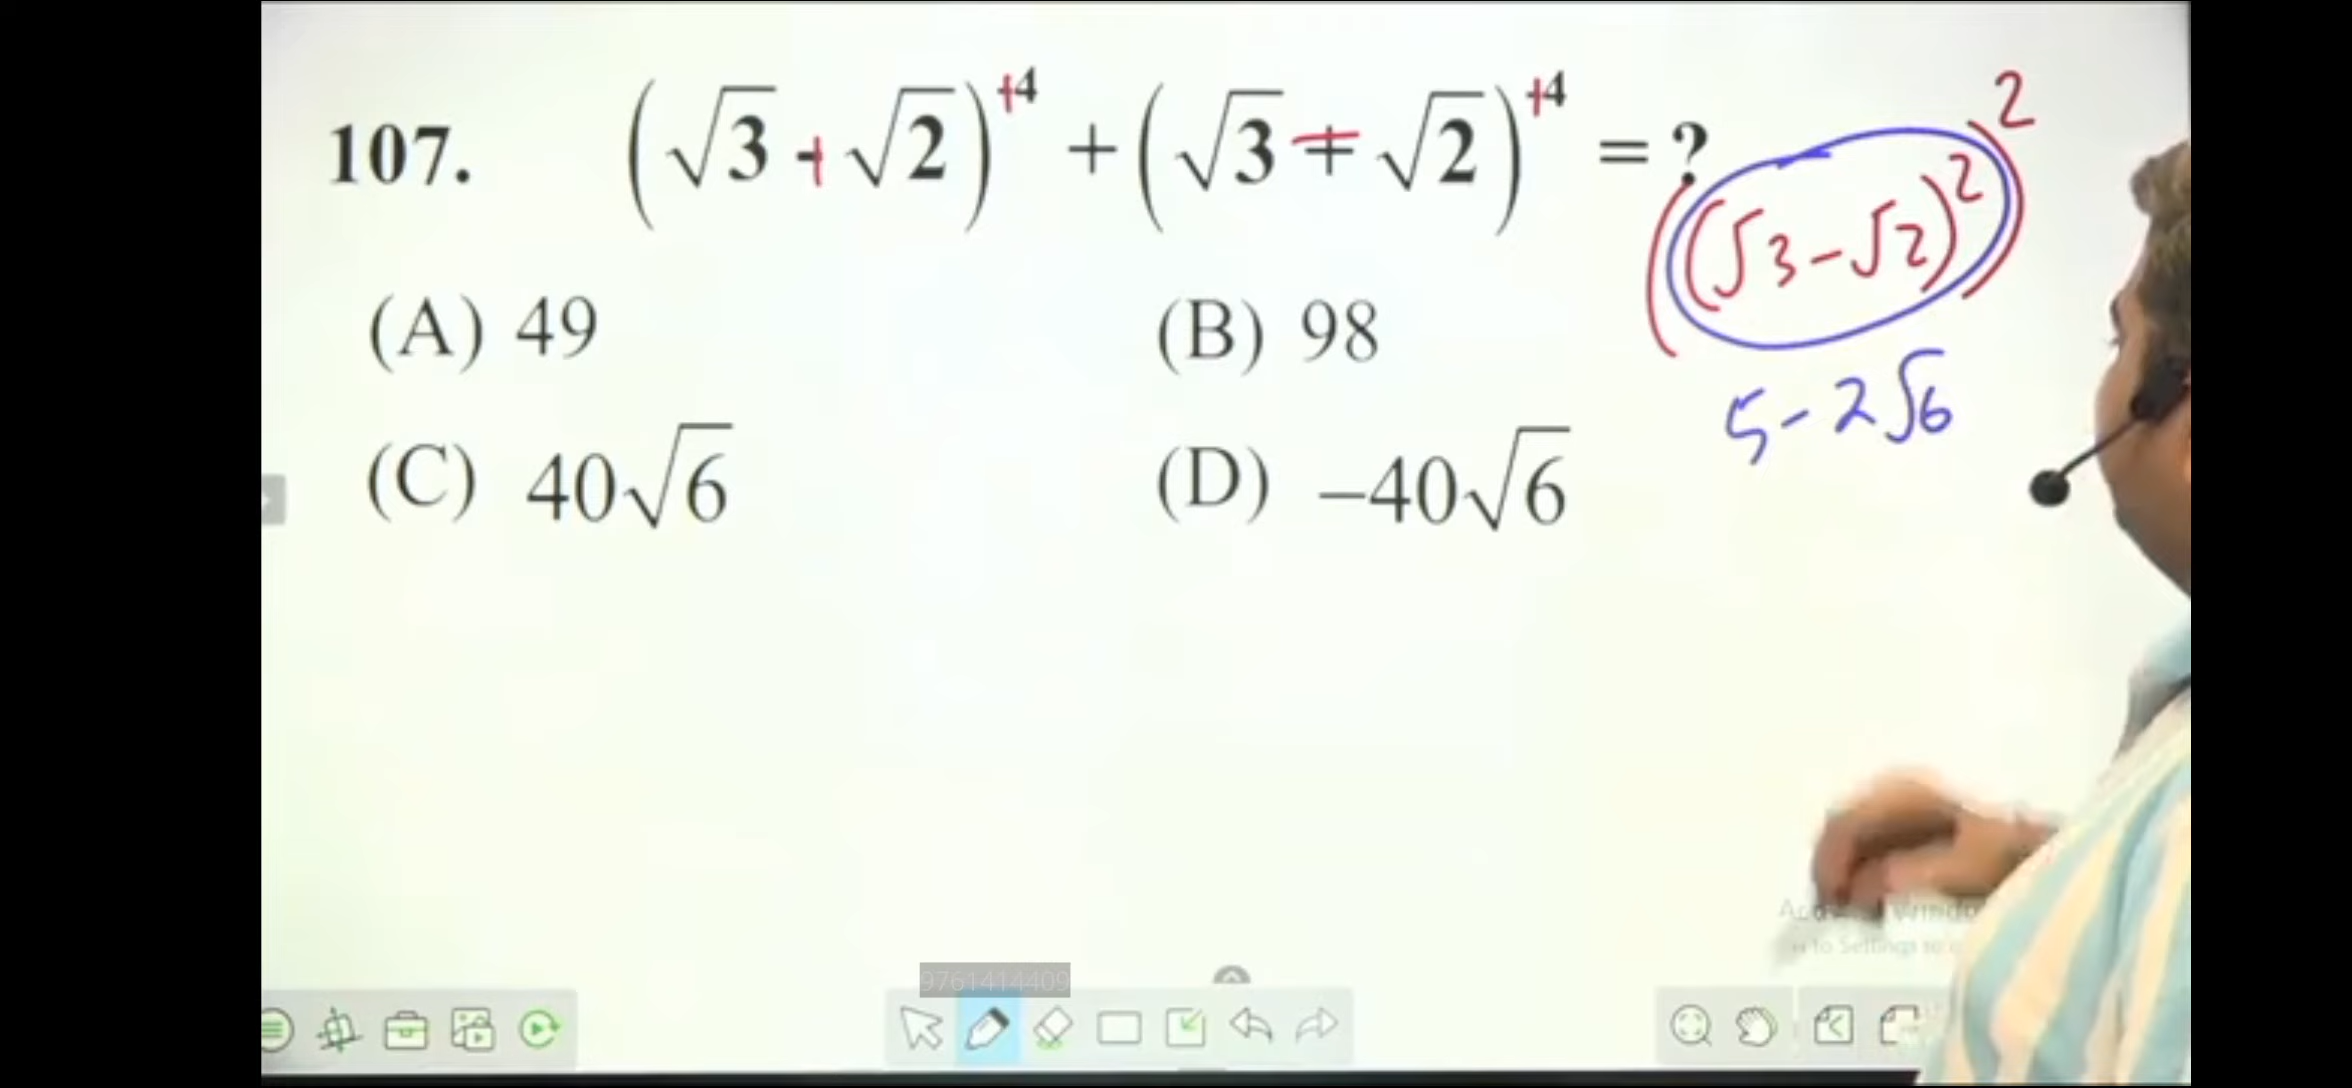 107. (√3 + √2)⁺⁴ + (√3 ∓ √2)⁺⁴ = ?
((√3 - √2)²)²
(A) 49 (B) 98
5 - 2√6
(C) 40√6 (D) –40√6
9761414409